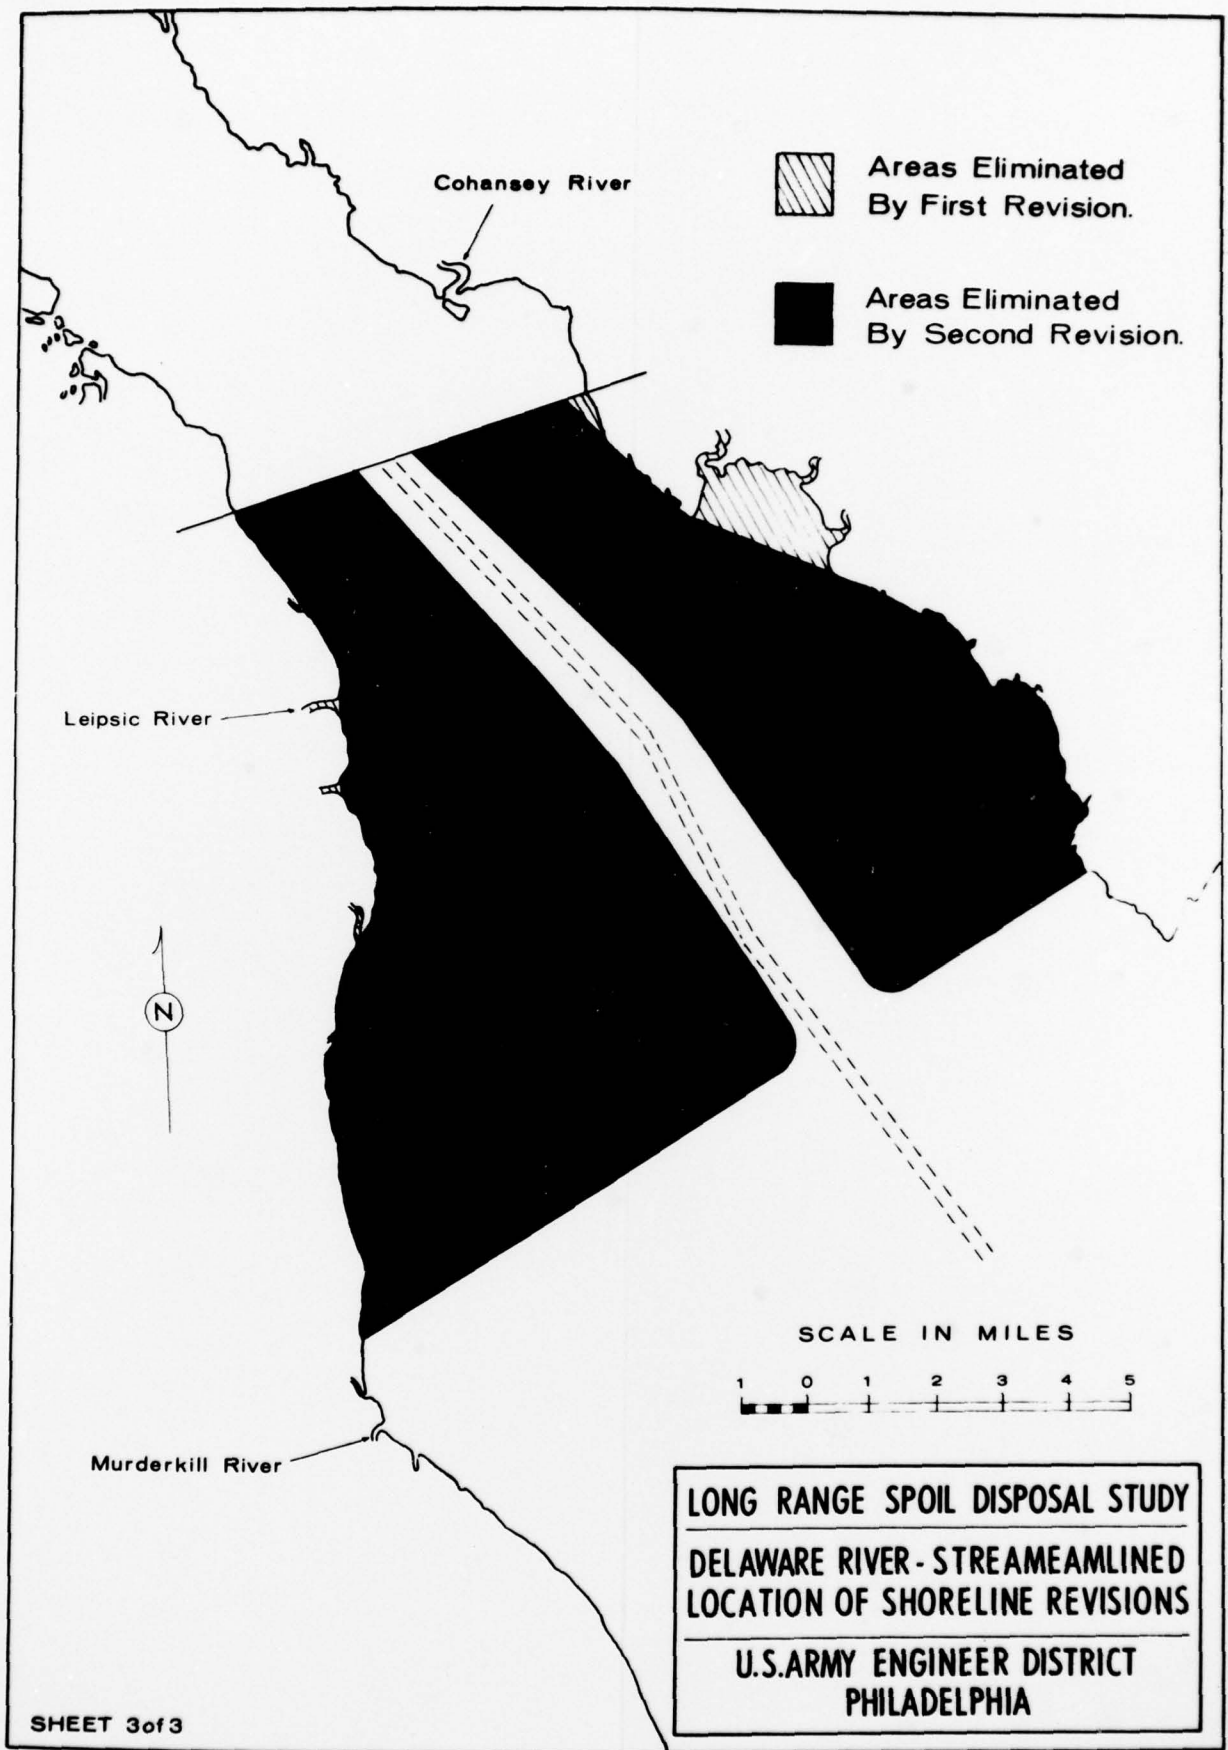 Cohansey River
Areas Eliminated
By First Revision.
Areas Eliminated
By Second Revision.
Leipsic River
N
SCALE IN MILES
1 0 1 2 3 4 5
Murderkill River
LONG RANGE SPOIL DISPOSAL STUDY
DELAWARE RIVER - STREAMEAMLINED
LOCATION OF SHORELINE REVISIONS
U.S. ARMY ENGINEER DISTRICT
PHILADELPHIA
SHEET 3of3